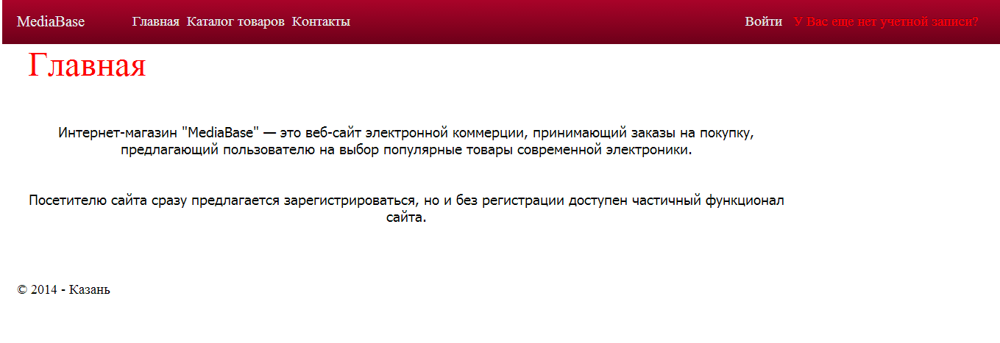 MediaBase Главная Каталог товаров Контакты Войти У Вас еще нет учетной записи?
Главная
Интернет-магазин "MediaBase" — это веб-сайт электронной коммерции, принимающий заказы на покупку,
предлагающий пользователю на выбор популярные товары современной электроники.
Посетителю сайта сразу предлагается зарегистрироваться, но и без регистрации доступен частичный функционал
сайта.
© 2014 - Казань